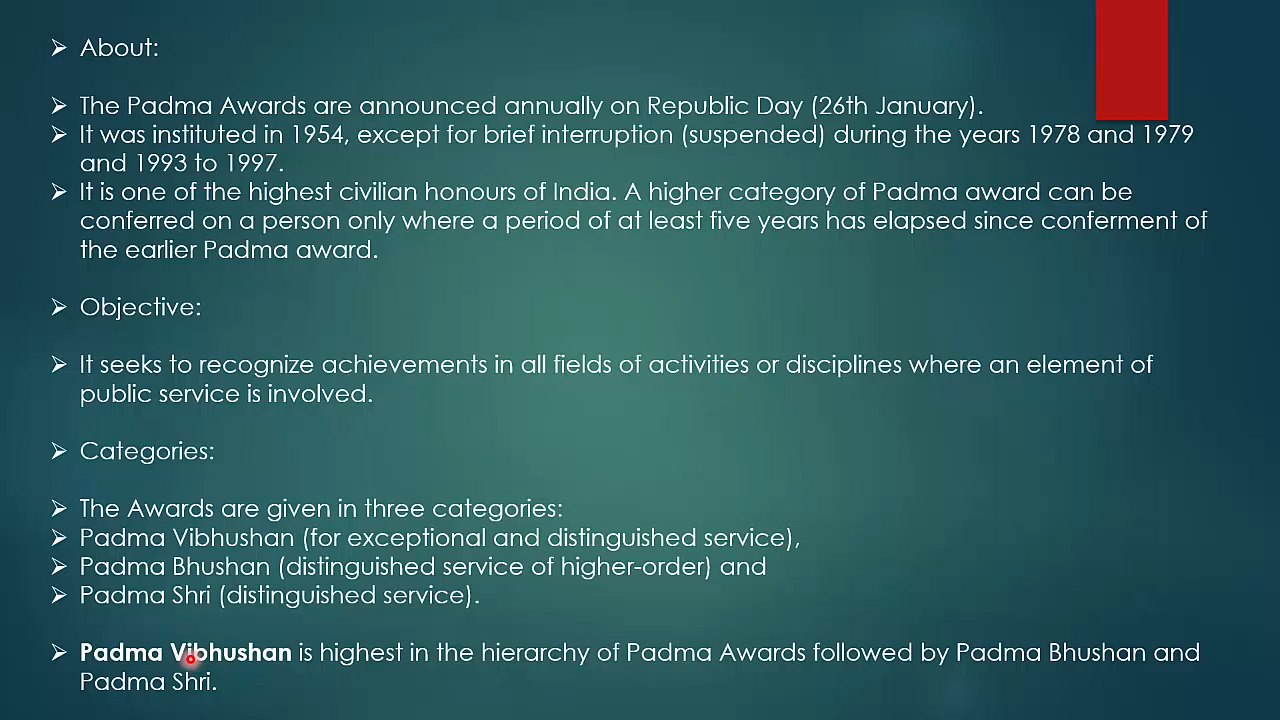 ➢ About:
➢ The Padma Awards are announced annually on Republic Day (26th January).
➢ It was instituted in 1954, except for brief interruption (suspended) during the years 1978 and 1979
and 1993 to 1997.
➢ It is one of the highest civilian honours of India. A higher category of Padma award can be
conferred on a person only where a period of at least five years has elapsed since conferment of
the earlier Padma award.
➢ Objective:
➢ It seeks to recognize achievements in all fields of activities or disciplines where an element of
public service is involved.
➢ Categories:
➢ The Awards are given in three categories:
➢ Padma Vibhushan (for exceptional and distinguished service),
➢ Padma Bhushan (distinguished service of higher-order) and
➢ Padma Shri (distinguished service).
➢ Padma Vibhushan is highest in the hierarchy of Padma Awards followed by Padma Bhushan and
Padma Shri.